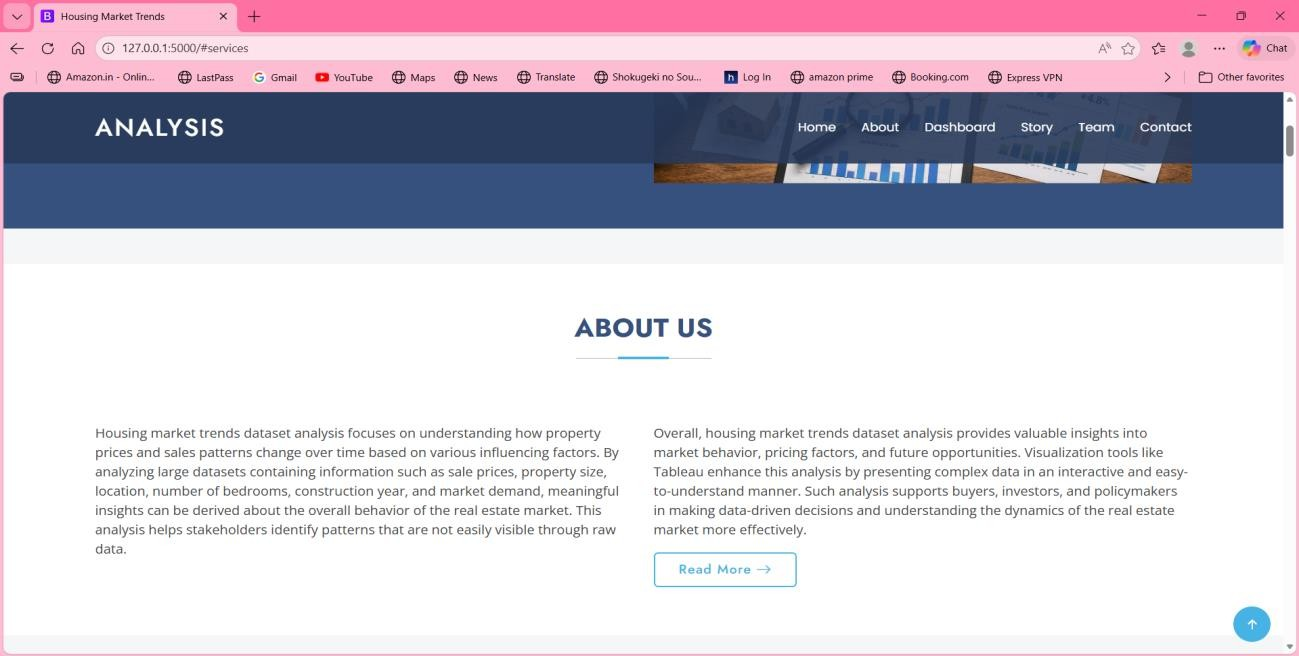 B Housing Market Trends
127.0.0.1:5000/#services
Chat
Amazon.in - Onlin... LastPass G Gmail YouTube Maps News Translate Shokugeki no Sou... h Log In amazon prime Booking.com Express VPN Other favorites
ANALYSIS
Home About Dashboard Story Team Contact
+4.8%
ABOUT US
Housing market trends dataset analysis focuses on understanding how property
prices and sales patterns change over time based on various influencing factors. By
analyzing large datasets containing information such as sale prices, property size,
location, number of bedrooms, construction year, and market demand, meaningful
insights can be derived about the overall behavior of the real estate market. This
analysis helps stakeholders identify patterns that are not easily visible through raw
data.
Overall, housing market trends dataset analysis provides valuable insights into
market behavior, pricing factors, and future opportunities. Visualization tools like
Tableau enhance this analysis by presenting complex data in an interactive and easy-
to-understand manner. Such analysis supports buyers, investors, and policymakers
in making data-driven decisions and understanding the dynamics of the real estate
market more effectively.
Read More →